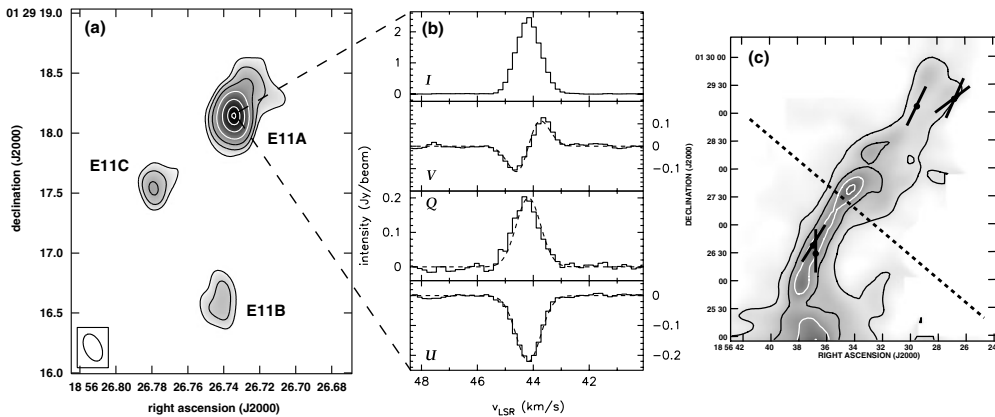 (a)
01 29 19.0
18.5
18.0
17.5
17.0
16.5
16.0
declination (J2000)
E11A
E11C
E11B
18 56 26.80 26.78 26.76 26.74 26.72 26.70 26.68
right ascension (J2000)
(b)
I
2
1
0
V
0.1
0
−0.1
Q
0.2
0.1
0
U
0
−0.1
−0.2
intensity (Jy/beam)
48 46 44 42
vLSR (km/s)
(c)
01 30 00
29 30
00
28 30
00
27 30
00
26 30
00
25 30
00
DECLINATION (J2000)
18 56 42 40 38 36 34 32 30 28 26 24
RIGHT ASCENSION (J2000)